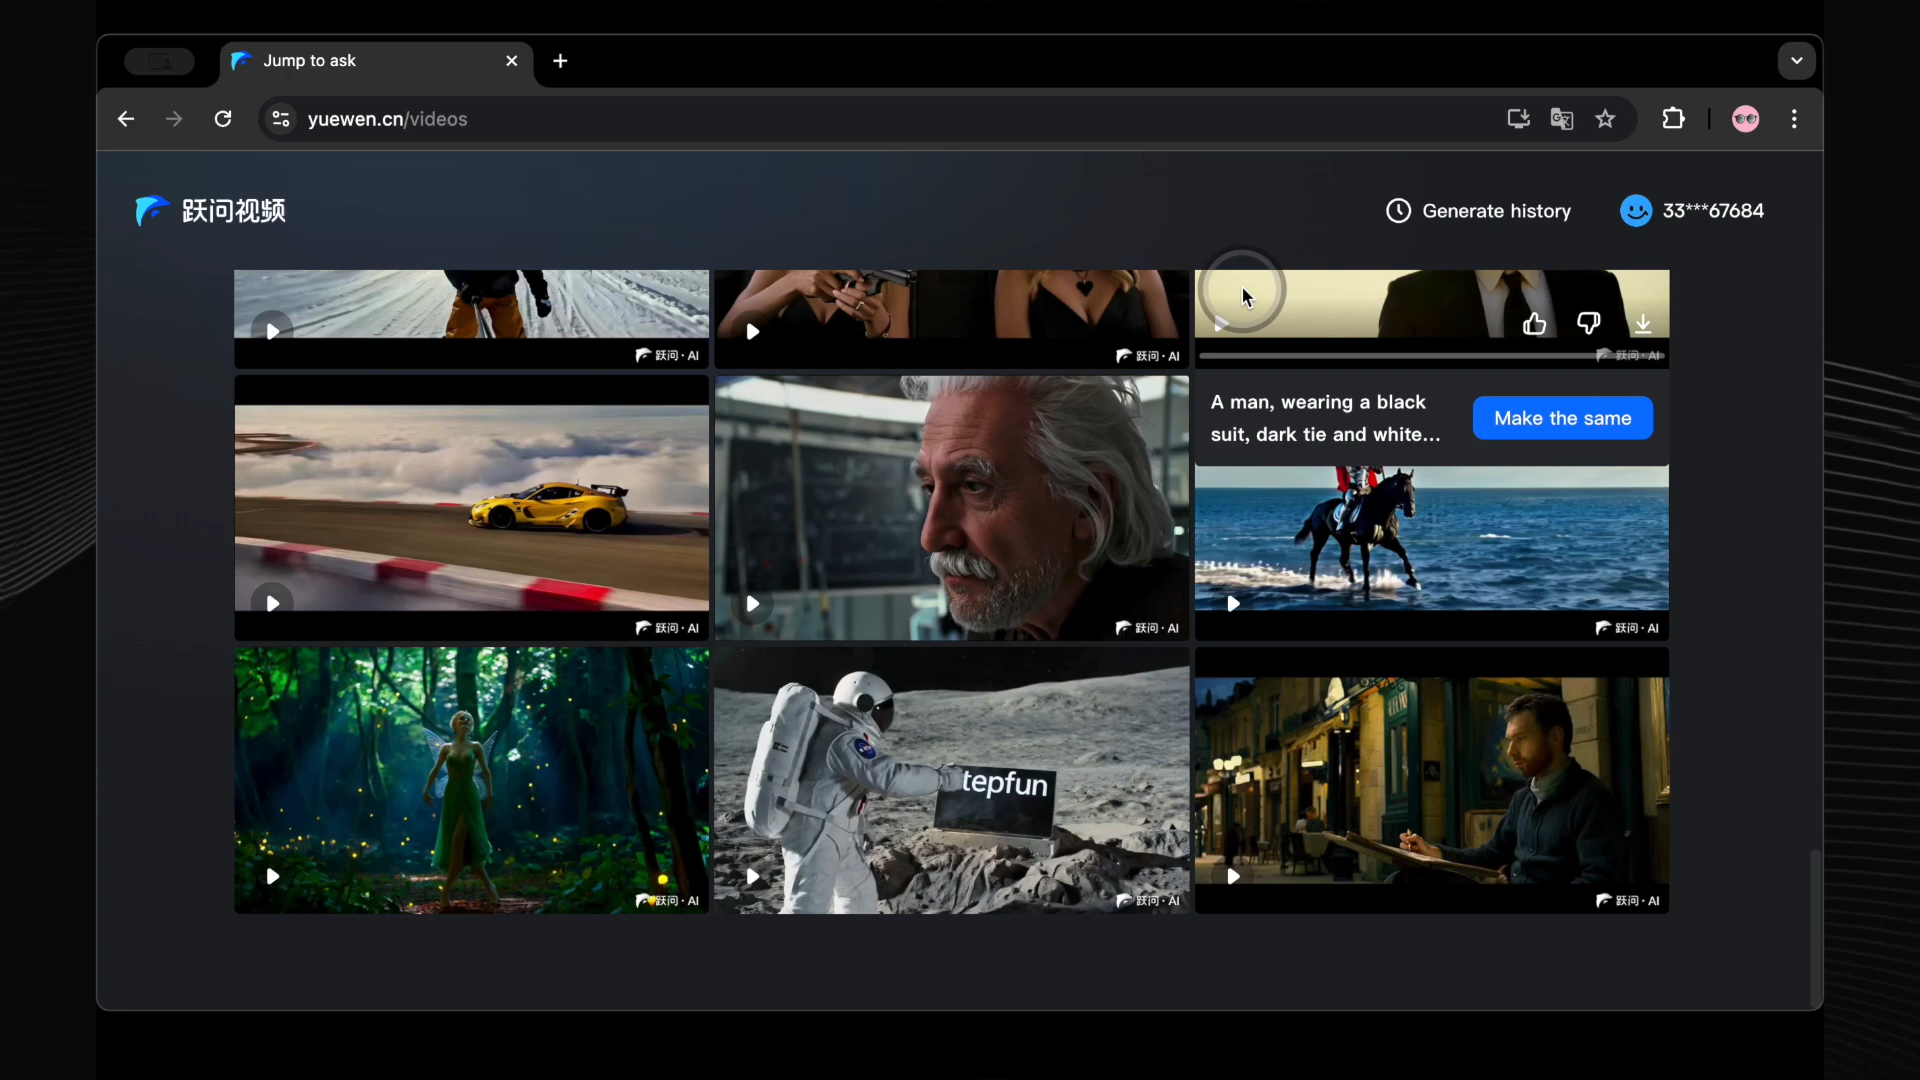 Jump to ask
yuewen.cn/videos
跃问视频
Generate history
33***67684
跃问·AI
跃问·AI
跃问·AI
A man, wearing a black
suit, dark tie and white...
Make the same
跃问·AI
跃问·AI
跃问·AI
tepfun
跃问·AI
跃问·AI
跃问·AI